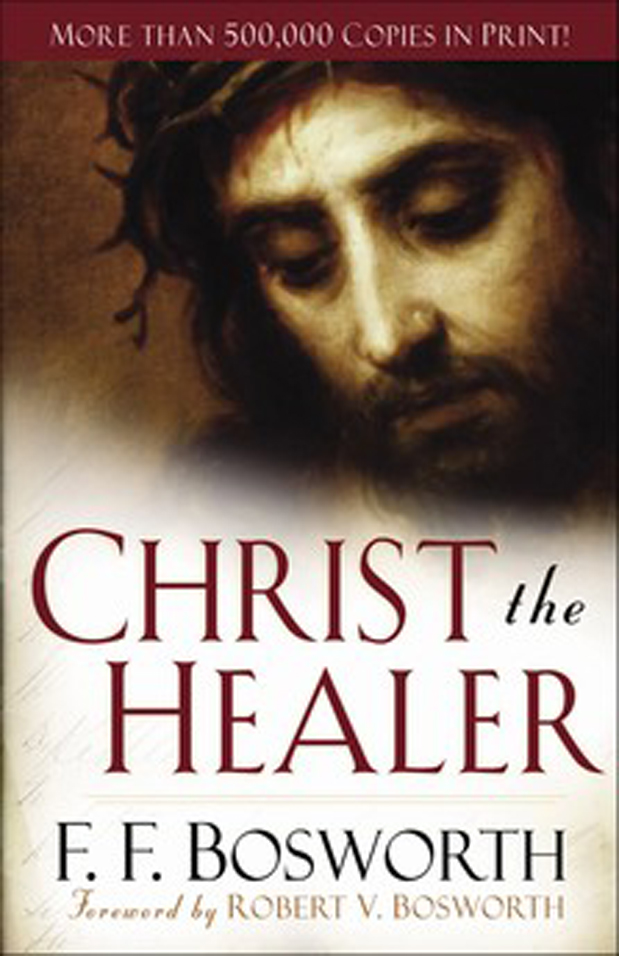 MORE THAN 500,000 COPIES IN PRINT!
CHRIST the
HEALER
F. F. BOSWORTH
Foreword by ROBERT V. BOSWORTH